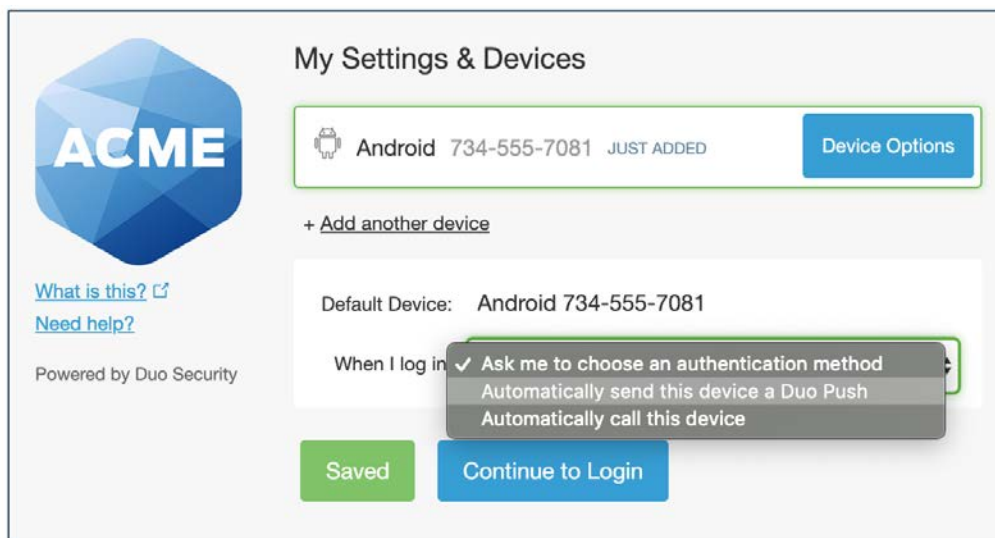 My Settings & Devices
ACME
Android 734-555-7081 JUST ADDED
Device Options
+ Add another device
What is this?
Need help?
Powered by Duo Security
Default Device: Android 734-555-7081
When I log in
✓ Ask me to choose an authentication method
Automatically send this device a Duo Push
Automatically call this device
Saved
Continue to Login